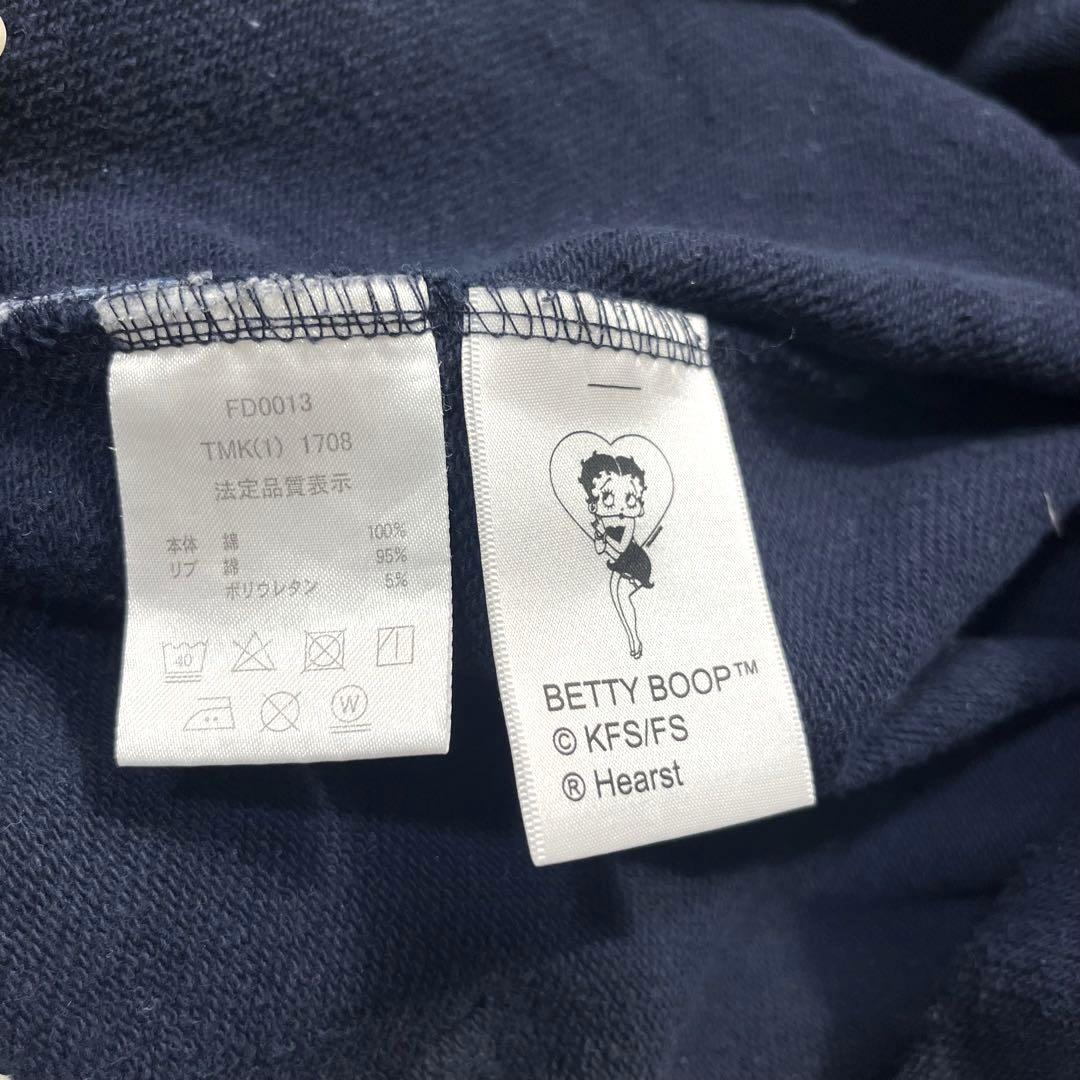 FD0013
TMK(1) 1708
法定品質表示
本体 綿 100%
リブ 綿 95%
ポリウレタン 5%
40
W
BETTY BOOP™
© KFS/FS
® Hearst